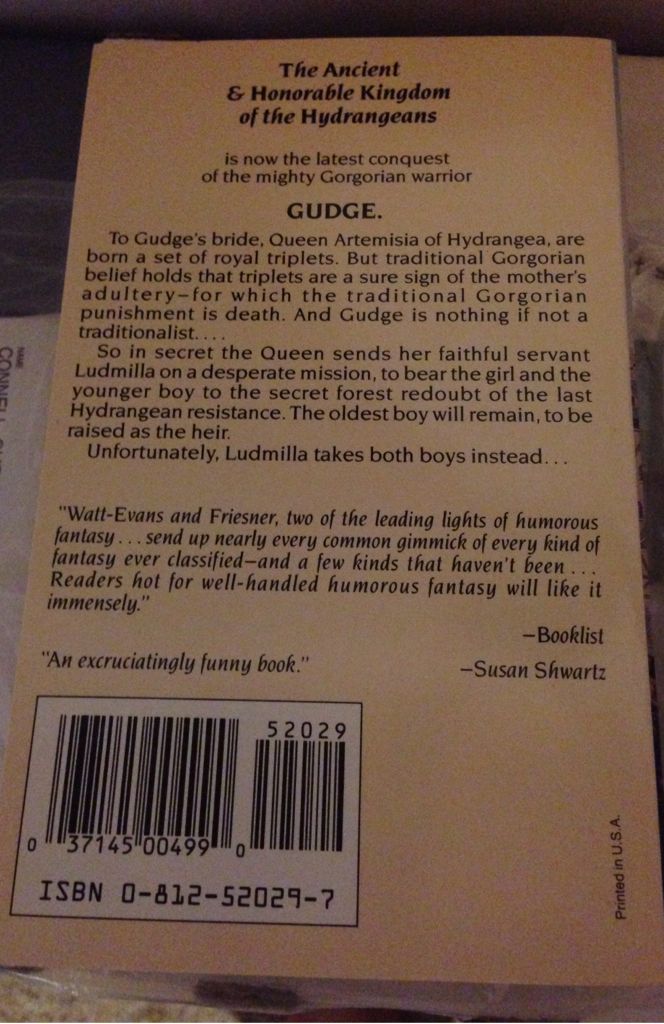 The Ancient
& Honorable Kingdom
of the Hydrangeans
is now the latest conquest
of the mighty Gorgorian warrior
GUDGE.
To Gudge's bride, Queen Artemisia of Hydrangea, are
born a set of royal triplets. But traditional Gorgorian
belief holds that triplets are a sure sign of the mother's
adultery—for which the traditional Gorgorian
punishment is death. And Gudge is nothing if not a
traditionalist....
So in secret the Queen sends her faithful servant
Ludmilla on a desperate mission, to bear the girl and the
younger boy to the secret forest redoubt of the last
Hydrangean resistance. The oldest boy will remain, to be
raised as the heir.
Unfortunately, Ludmilla takes both boys instead...
"Watt-Evans and Friesner, two of the leading lights of humorous
fantasy...send up nearly every common gimmick of every kind of
fantasy ever classified—and a few kinds that haven't been...
Readers hot for well-handled humorous fantasy will like it
immensely."
—Booklist
"An excruciatingly funny book."
—Susan Shwartz
52029
0 37145 00499 0
ISBN 0-812-52029-7
Printed in U.S.A.
NAME